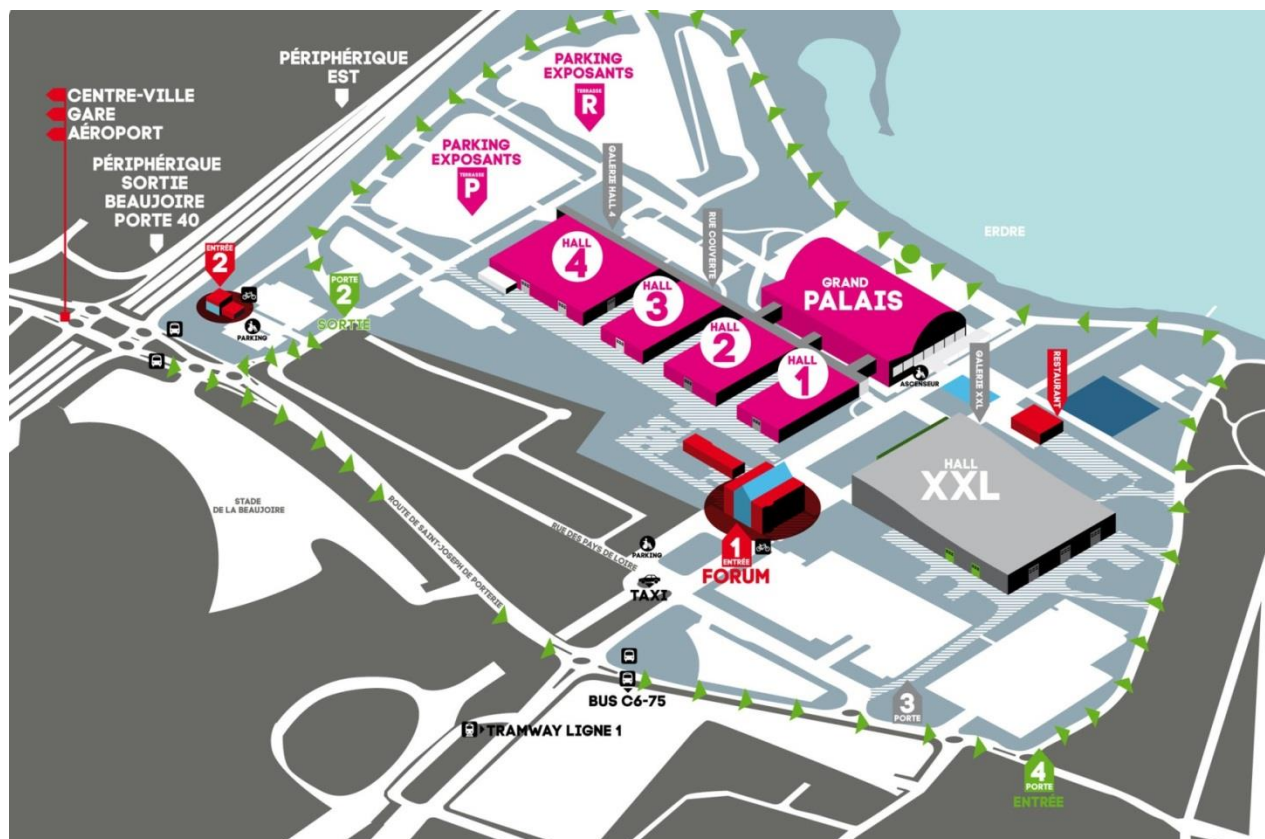 PÉRIPHÉRIQUE
EST
CENTRE-VILLE
GARE
AÉROPORT
PÉRIPHÉRIQUE
SORTIE
BEAUJOIRE
PORTE 40
ENTRÉE
2
PARKING
PORTE
2
SORTIE
PARKING
EXPOSANTS
TERRASSE
P
PARKING
EXPOSANTS
TERRASSE
R
GALERIE HALL 4
RUE COUVERTE
HALL
4
HALL
3
HALL
2
HALL
1
GRAND
PALAIS
ERDRE
ASCENSEUR
GALERIE XXL
RESTAURANT
HALL
XXL
STADE
DE LA BEAUJOIRE
ROUTE DE SAINT-JOSEPH DE PORTERIE
RUE DES PAYS DE LOIRE
PARKING
TAXI
1
ENTRÉE
FORUM
BUS C6-75
TRAMWAY LIGNE 1
3
PORTE
4
PORTE
ENTRÉE